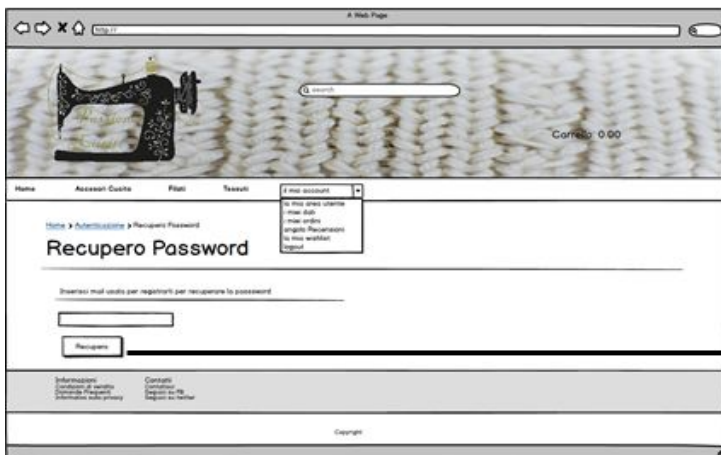 A Web Page
http://
search
Passion
Carrello: 0.00
Home Accessori Cucito Filati Tessuti il mio account
la mia area utente
i miei dati
i miei ordini
angolo Recensioni
la mia wishlist
logout
Home > Autenticazione > Recupero Password
Recupero Password
Inserisci mail usata per registrarti per recuperare la password
Recupero
Informazioni Contatti
Condizioni di vendita Contattaci
Domande Frequenti Seguici su FB
Informativa sulla privacy Seguici su twitter
Copyright